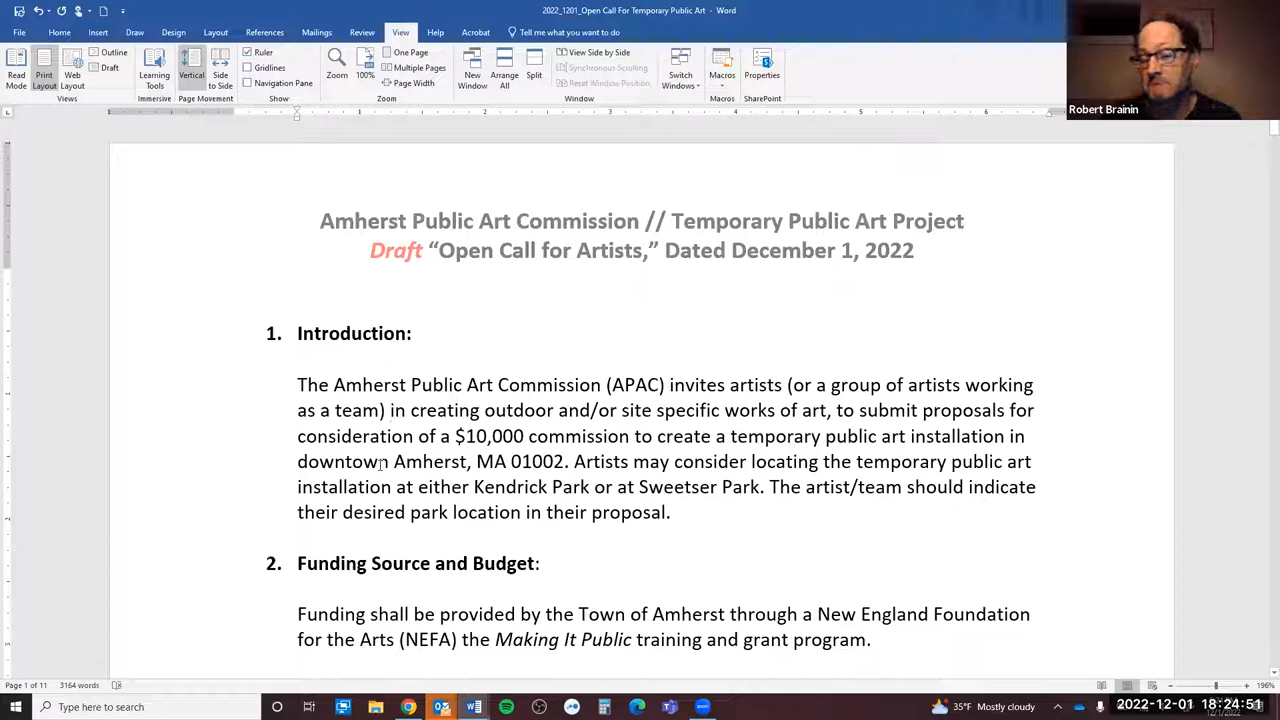 2022_1201_Open Call For Temporary Public Art - Word
File Home Insert Draw Design Layout References Mailings Review View Help Acrobat Tell me what you want to do
Read Mode
Print Layout
Web Layout
Outline
Draft
Views
Learning Tools
Immersive
Vertical
Side to Side
Page Movement
Ruler
Gridlines
Navigation Pane
Show
Zoom
100%
One Page
Multiple Pages
Page Width
Zoom
New Window
Arrange All
Split
View Side by Side
Synchronous Scrolling
Reset Window Position
Window
Switch Windows
Macros
Macros
Properties
SharePoint
Robert Brainin
Amherst Public Art Commission // Temporary Public Art Project
Draft “Open Call for Artists,” Dated December 1, 2022
1. Introduction:
The Amherst Public Art Commission (APAC) invites artists (or a group of artists working
as a team) in creating outdoor and/or site specific works of art, to submit proposals for
consideration of a $10,000 commission to create a temporary public art installation in
downtown Amherst, MA 01002. Artists may consider locating the temporary public art
installation at either Kendrick Park or at Sweetser Park. The artist/team should indicate
their desired park location in their proposal.
2. Funding Source and Budget:
Funding shall be provided by the Town of Amherst through a New England Foundation
for the Arts (NEFA) the Making It Public training and grant program.
Page 1 of 11 3164 words
196%
Type here to search
35°F Mostly cloudy
2022-12-01 18:24:51